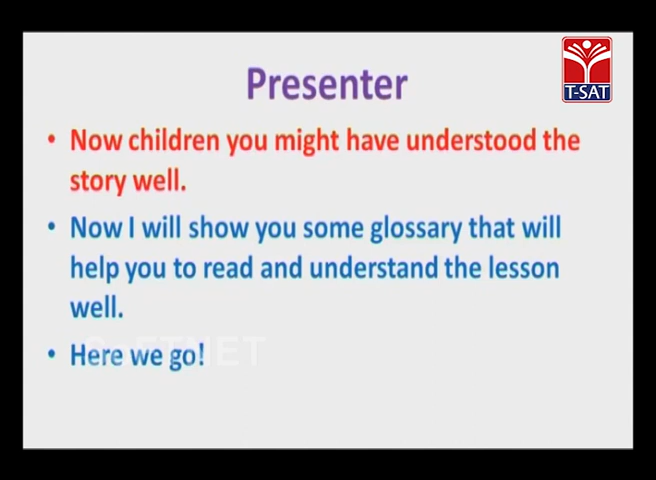 T-SAT
Presenter
• Now children you might have understood the
story well.
• Now I will show you some glossary that will
help you to read and understand the lesson
well.
SOFTNET
• Here we go!